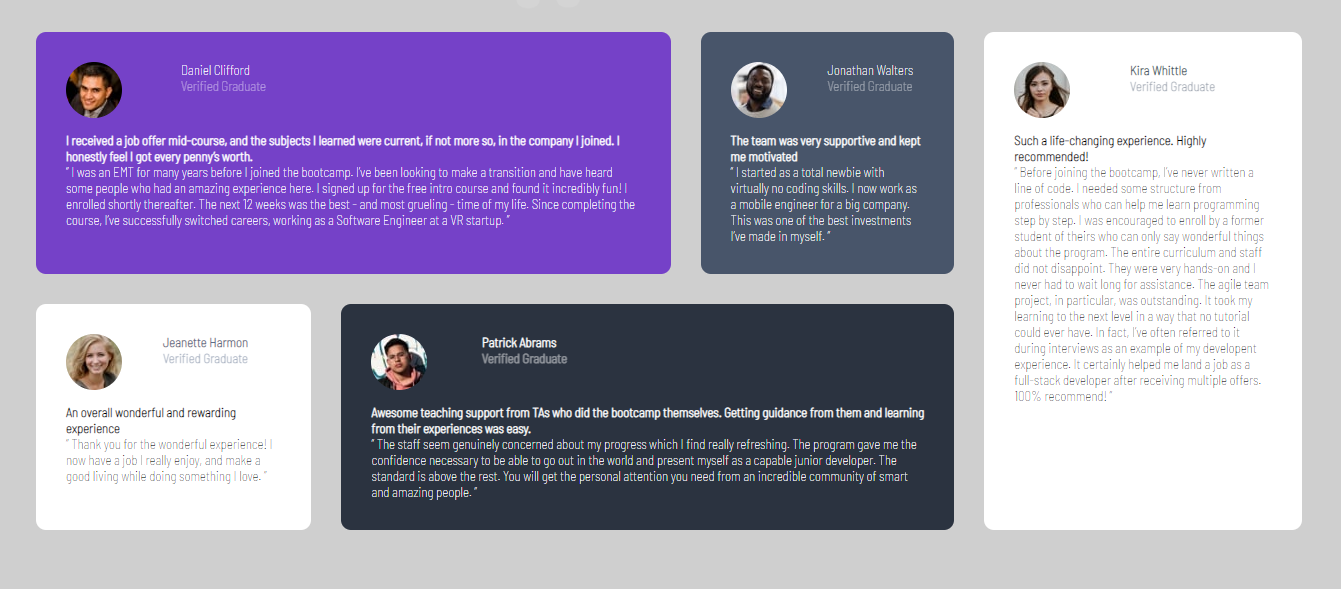 Daniel Clifford
Verified Graduate
I received a job offer mid-course, and the subjects I learned were current, if not more so, in the company I joined. I
honestly feel I got every penny's worth.
" I was an EMT for many years before I joined the bootcamp. I've been looking to make a transition and have heard
some people who had an amazing experience here. I signed up for the free intro course and found it incredibly fun! I
enrolled shortly thereafter. The next 12 weeks was the best - and most grueling - time of my life. Since completing the
course, I've successfully switched careers, working as a Software Engineer at a VR startup. "
Jonathan Walters
Verified Graduate
The team was very supportive and kept
me motivated
" I started as a total newbie with
virtually no coding skills. I now work as
a mobile engineer for a big company.
This was one of the best investments
I've made in myself. "
Kira Whittle
Verified Graduate
Such a life-changing experience. Highly
recommended!
" Before joining the bootcamp, I've never written a
line of code. I needed some structure from
professionals who can help me learn programming
step by step. I was encouraged to enroll by a former
student of theirs who can only say wonderful things
about the program. The entire curriculum and staff
did not disappoint. They were very hands-on and I
never had to wait long for assistance. The agile team
project, in particular, was outstanding. It took my
learning to the next level in a way that no tutorial
could ever have. In fact, I've often referred to it
during interviews as an example of my developent
experience. It certainly helped me land a job as a
full-stack developer after receiving multiple offers.
100% recommend! "
Jeanette Harmon
Verified Graduate
An overall wonderful and rewarding
experience
" Thank you for the wonderful experience! I
now have a job I really enjoy, and make a
good living while doing something I love. "
Patrick Abrams
Verified Graduate
Awesome teaching support from TAs who did the bootcamp themselves. Getting guidance from them and learning
from their experiences was easy.
" The staff seem genuinely concerned about my progress which I find really refreshing. The program gave me the
confidence necessary to be able to go out in the world and present myself as a capable junior developer. The
standard is above the rest. You will get the personal attention you need from an incredible community of smart
and amazing people. "